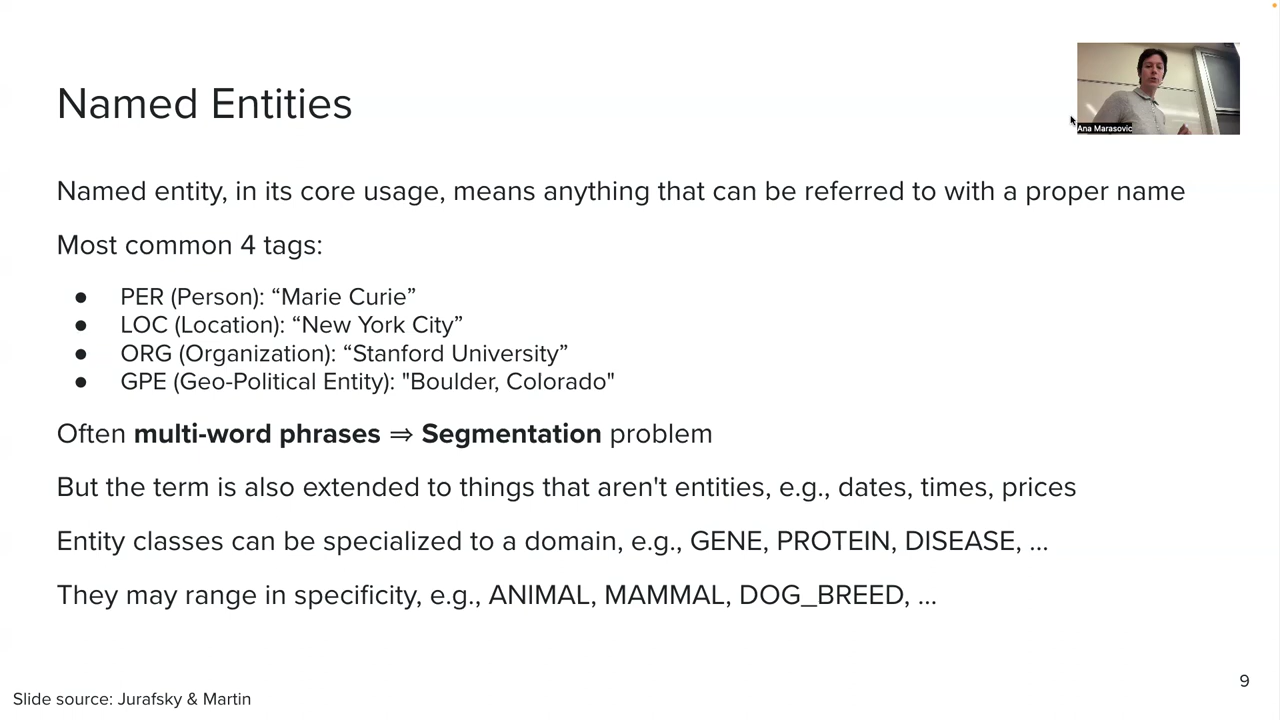 Named Entities
Ana Marasovic
Named entity, in its core usage, means anything that can be referred to with a proper name
Most common 4 tags:
● PER (Person): “Marie Curie”
● LOC (Location): “New York City”
● ORG (Organization): “Stanford University”
● GPE (Geo-Political Entity): "Boulder, Colorado"
Often multi-word phrases ⇒ Segmentation problem
But the term is also extended to things that aren't entities, e.g., dates, times, prices
Entity classes can be specialized to a domain, e.g., GENE, PROTEIN, DISEASE, ...
They may range in specificity, e.g., ANIMAL, MAMMAL, DOG_BREED, ...
9
Slide source: Jurafsky & Martin